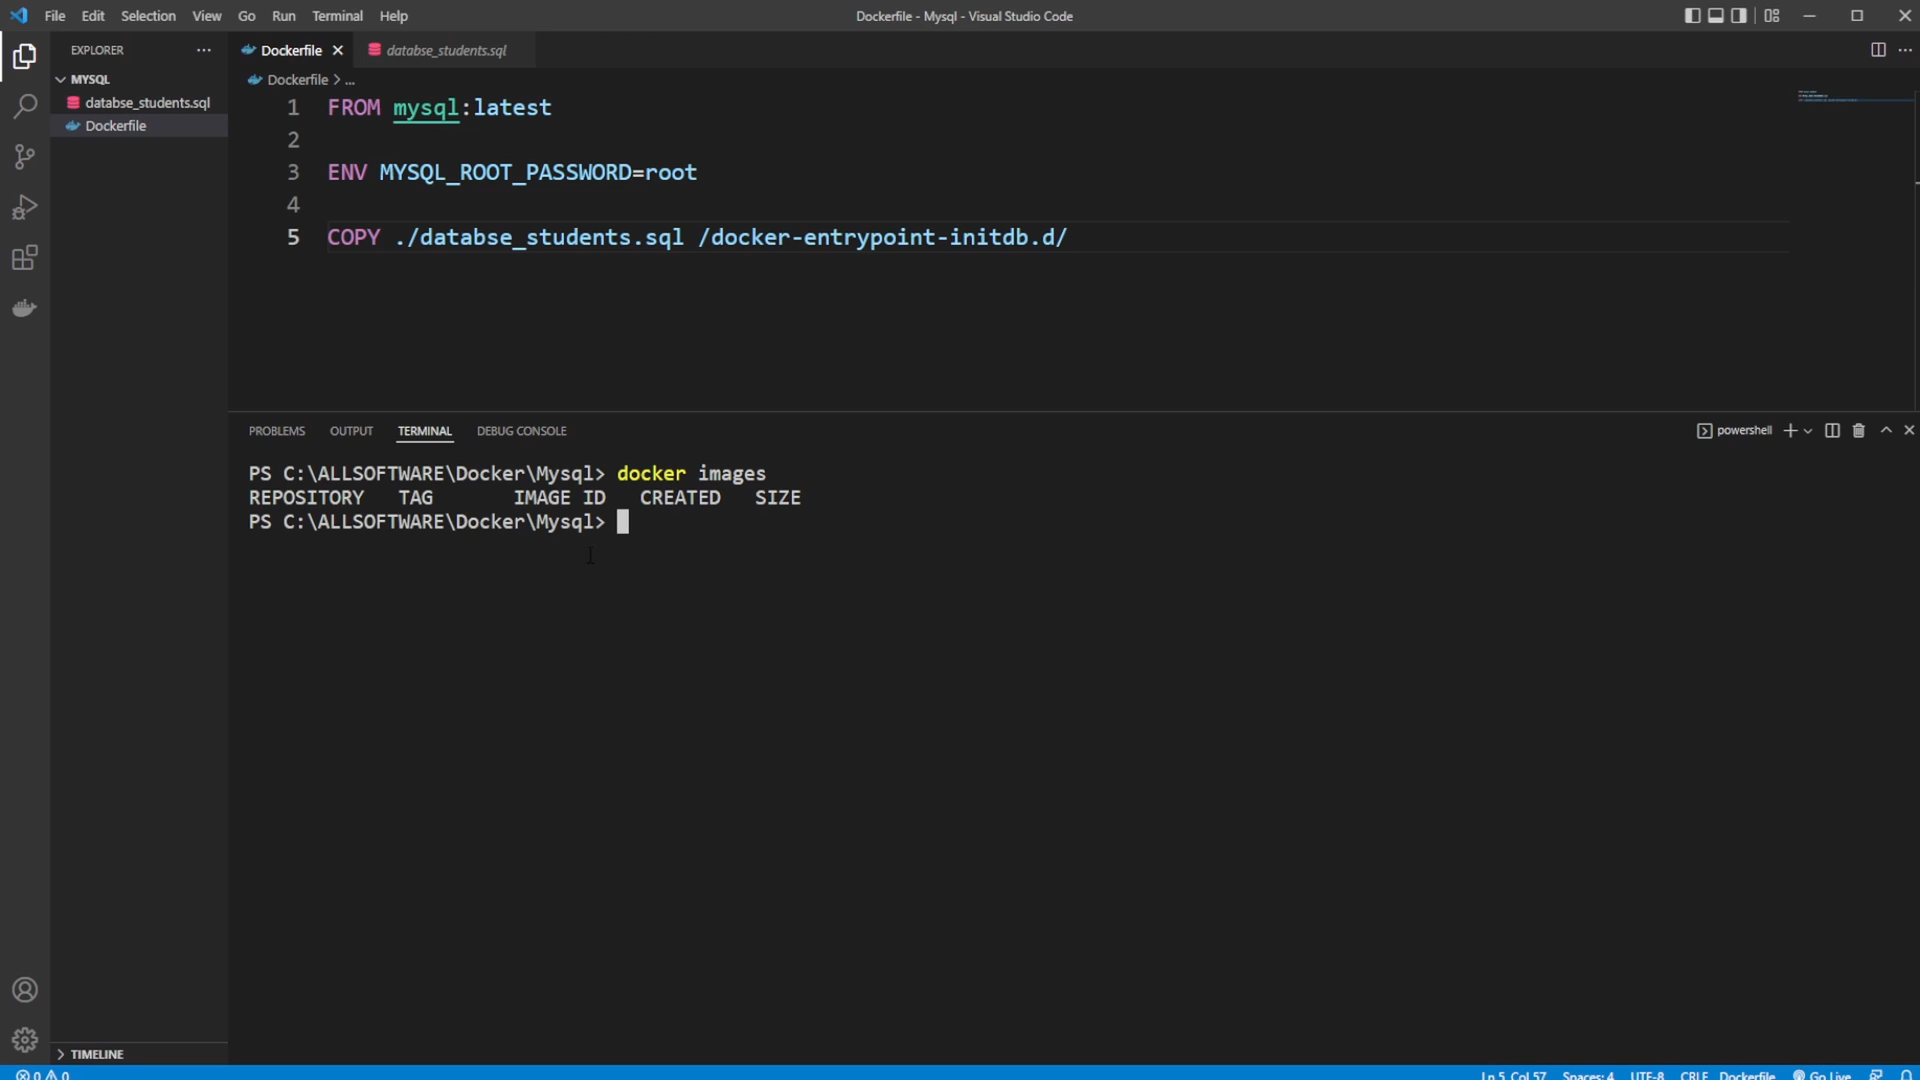 File Edit Selection View Go Run Terminal Help
Dockerfile - Mysql - Visual Studio Code
EXPLORER
MYSQL
databse_students.sql
Dockerfile
TIMELINE
Dockerfile
databse_students.sql
Dockerfile > ...
1 FROM mysql:latest
2
3 ENV MYSQL_ROOT_PASSWORD=root
4
5 COPY ./databse_students.sql /docker-entrypoint-initdb.d/
PROBLEMS OUTPUT TERMINAL DEBUG CONSOLE
powershell
PS C:\ALLSOFTWARE\Docker\Mysql> docker images
REPOSITORY TAG IMAGE ID CREATED SIZE
PS C:\ALLSOFTWARE\Docker\Mysql>
0 0
Ln 5, Col 57 Spaces: 4 UTF-8 CRLF Dockerfile Go Live